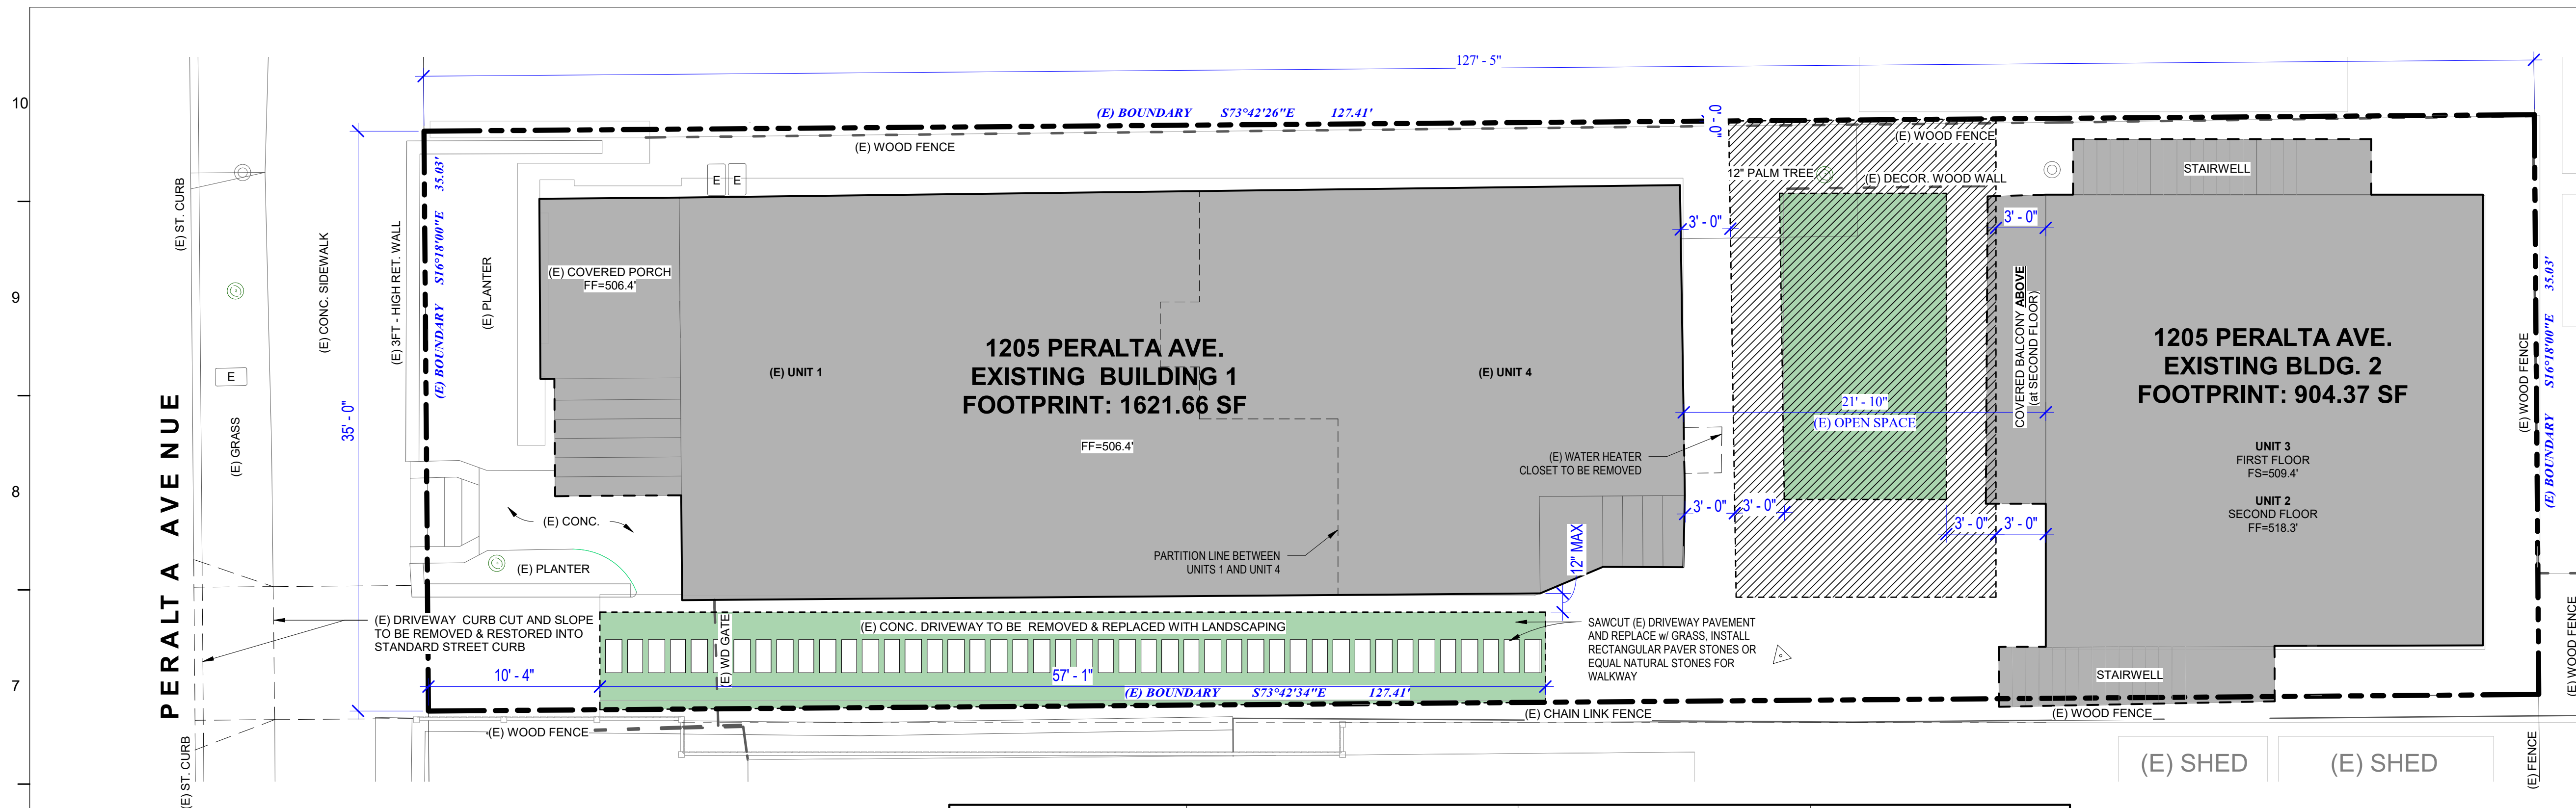 127' - 5"
10
(E) BOUNDARY S73°42'26"E 127.41'
0' - 0"
(E) WOOD FENCE
(E) WOOD FENCE
35.03'
(E) BOUNDARY S16°18'00"E
E E
12" PALM TREE
(E) DECOR. WOOD WALL
STAIRWELL
(E) ST. CURB
(E) CONC. SIDEWALK
(E) 3FT - HIGH RET. WALL
(E) PLANTER
3' - 0"
3' - 0"
9
(E) COVERED PORCH
FF=506.4'
COVERED BALCONY ABOVE
(at SECOND FLOOR)
(E) WOOD FENCE
(E) BOUNDARY S16°18'00"E 35.03'
1205 PERALTA AVE.
EXISTING BUILDING 1
FOOTPRINT: 1621.66 SF
1205 PERALTA AVE.
EXISTING BLDG. 2
FOOTPRINT: 904.37 SF
E
(E) UNIT 1
(E) UNIT 4
PERALTA AVENUE
(E) GRASS
35' - 0"
21' - 10"
(E) OPEN SPACE
FF=506.4'
(E) WATER HEATER
CLOSET TO BE REMOVED
UNIT 3
FIRST FLOOR
FS=509.4'
UNIT 2
SECOND FLOOR
FF=518.3'
8
3' - 0"
3' - 0"
3' - 0"
3' - 0"
(E) CONC.
12" MAX
PARTITION LINE BETWEEN
UNITS 1 AND UNIT 4
(E) PLANTER
(E) DRIVEWAY CURB CUT AND SLOPE
TO BE REMOVED & RESTORED INTO
STANDARD STREET CURB
(E) WD GATE
(E) CONC. DRIVEWAY TO BE REMOVED & REPLACED WITH LANDSCAPING
SAWCUT (E) DRIVEWAY PAVEMENT
AND REPLACE w/ GRASS, INSTALL
RECTANGULAR PAVER STONES OR
EQUAL NATURAL STONES FOR
WALKWAY
(E) WOOD FENCE
7
10' - 4"
57' - 1"
(E) BOUNDARY S73°42'34"E 127.41'
STAIRWELL
(E) CHAIN LINK FENCE
(E) WOOD FENCE
(E) WOOD FENCE
(E) ST. CURB
(E) SHED
(E) SHED
(E) FENCE